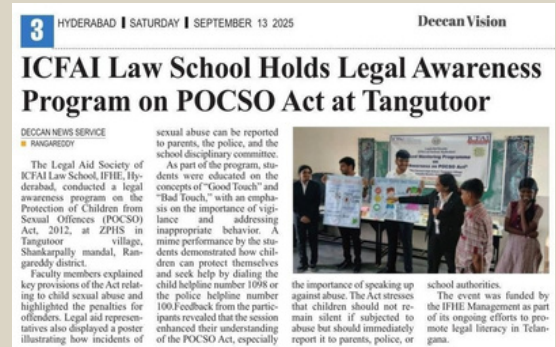 3
HYDERABAD | SATURDAY | SEPTEMBER 13 2025
Deccan Vision
ICFAI Law School Holds Legal Awareness
Program on POCSO Act at Tangutoor
DECCAN NEWS SERVICE
RANGAREDDY
The Legal Aid Society of
ICFAI Law School, IFHE, Hy-
derabad, conducted a legal
awareness program on the
Protection of Children from
Sexual Offences (POCSO)
Act, 2012, at ZPHS in
Tangutoor village,
Shankarpally mandal, Ran-
gareddy district.
Faculty members explained
key provisions of the Act relat-
ing to child sexual abuse and
highlighted the penalties for
offenders. Legal aid represen-
tatives also displayed a poster
illustrating how incidents of
sexual abuse can be reported
to parents, the police, and the
school disciplinary committee.
As part of the program, stu-
dents were educated on the
concepts of “Good Touch” and
“Bad Touch,” with an empha-
sis on the importance of vigi-
lance and addressing
inappropriate behavior. A
mime performance by the stu-
dents demonstrated how chil-
dren can protect themselves
and seek help by dialing the
child helpline number 1098 or
the police helpline number
100.Feedback from the partic-
ipants revealed that the session
enhanced their understanding
of the POCSO Act, especially
ICFAI
the importance of speaking up
against abuse. The Act stresses
that children should not re-
main silent if subjected to
abuse but should immediately
report it to parents, police, or
school authorities.
The event was funded by
the IFHE Management as part
of its ongoing efforts to pro-
mote legal literacy in Telan-
gana.